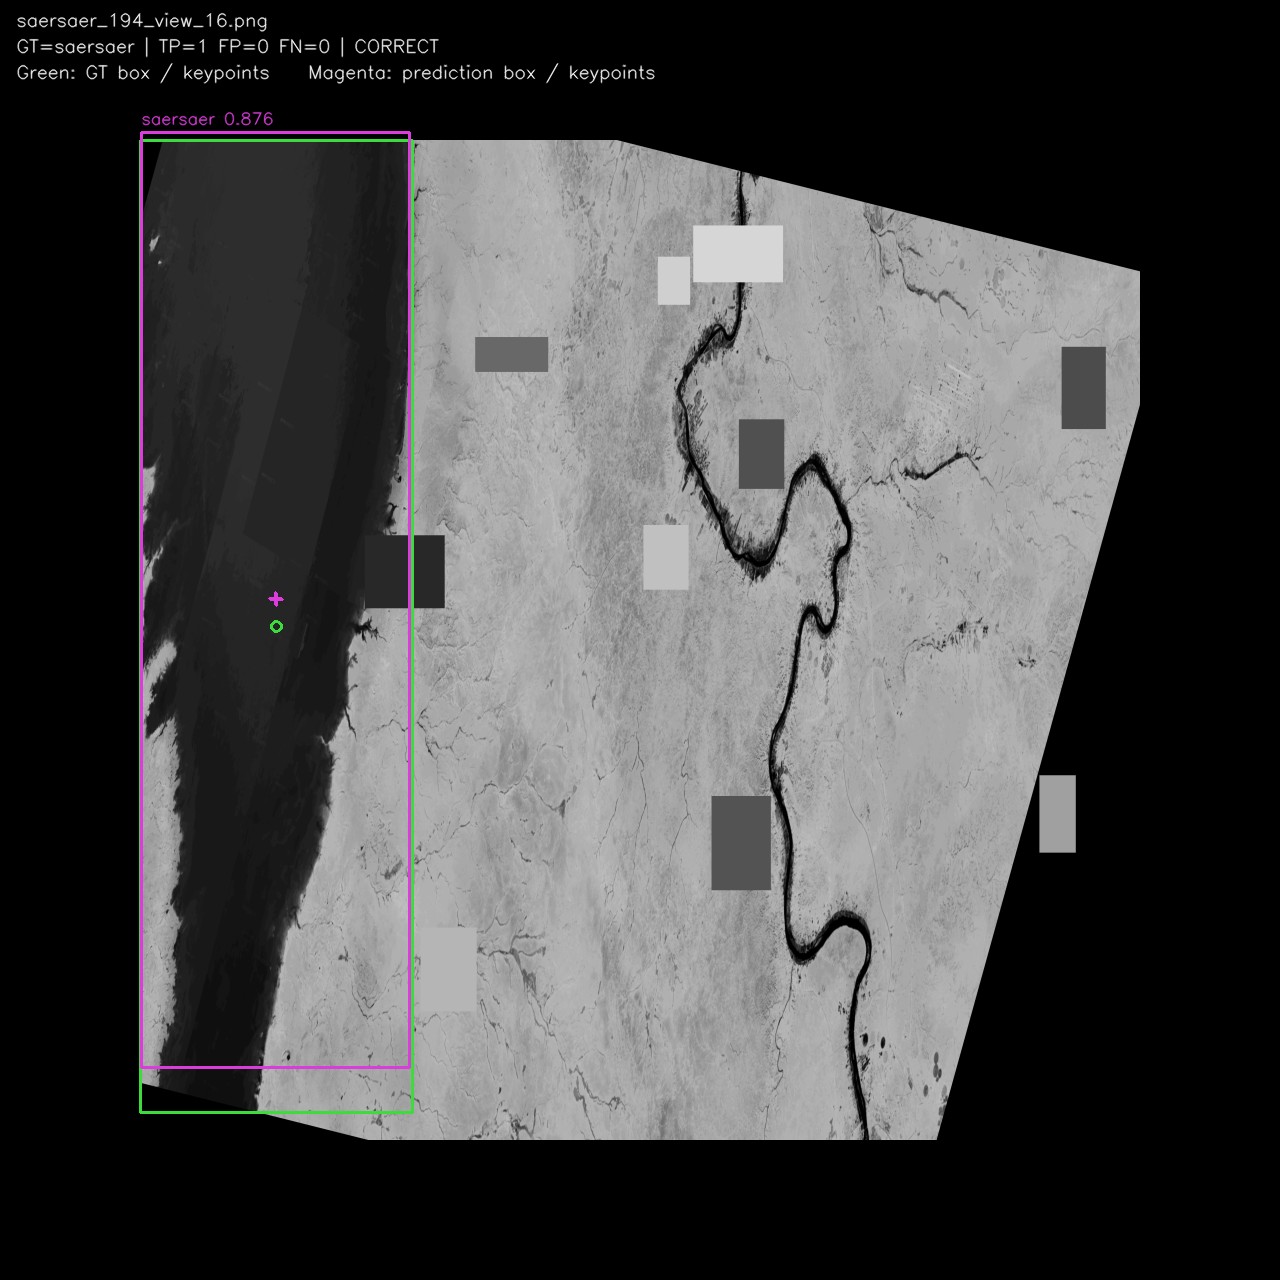 saersaer_194_view_16.png
GT=saersaer | TP=1 FP=0 FN=0 | CORRECT
Green: GT box / keypoints    Magenta: prediction box / keypoints
saersaer 0.876